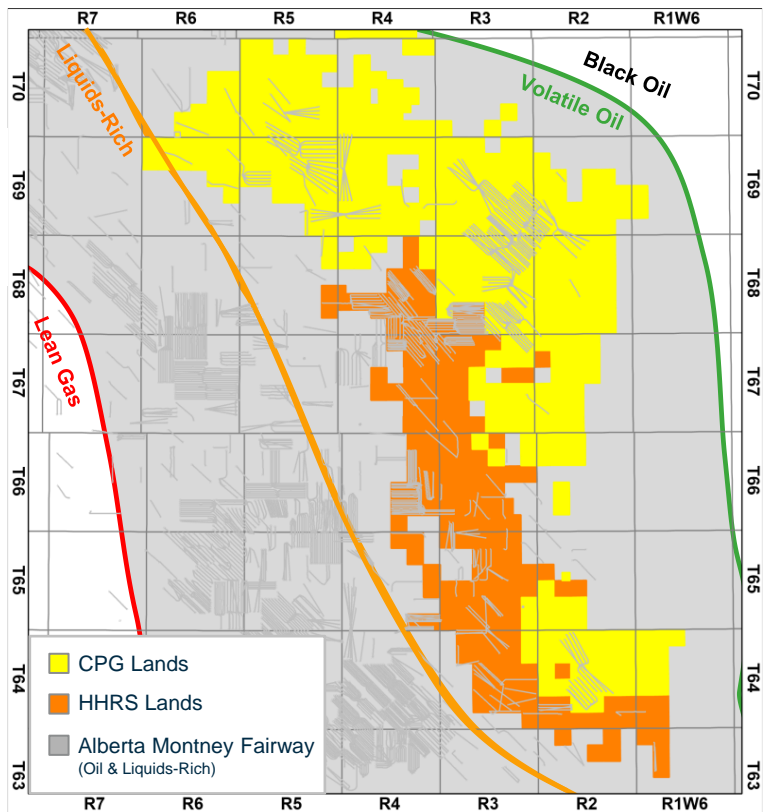 R7 R6 R5 R4 R3 R2 R1W6
Black Oil
Volatile Oil
Liquids-Rich
Lean Gas
T70 T70
T69 T69
T68 T68
T67 T67
T66 T66
T65 T65
T64 T64
T63 T63
CPG Lands
HHRS Lands
Alberta Montney Fairway
(Oil & Liquids-Rich)
R7 R6 R5 R4 R3 R2 R1W6